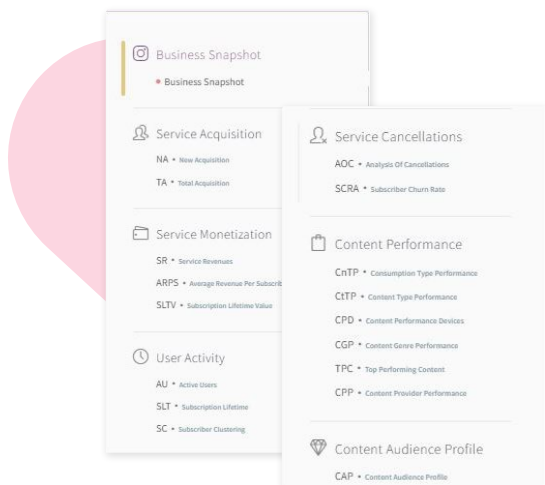 Business Snapshot
• Business Snapshot
Service Acquisition
NA • New Acquisition
TA • Total Acquisition
Service Monetization
SR • Service Revenues
ARPS • Average Revenue Per Subscrib
SLTV • Subscription Lifetime Value
User Activity
AU • Active Users
SLT • Subscription Lifetime
SC • Subscriber Clustering
Service Cancellations
AOC • Analysis Of Cancellations
SCRA • Subscriber Churn Rate
Content Performance
CnTP • Consumption Type Performance
CtTP • Content Type Performance
CPD • Content Performance Devices
CGP • Content Genre Performance
TPC • Top Performing Content
CPP • Content Provider Performance
Content Audience Profile
CAP • Content Audience Profile